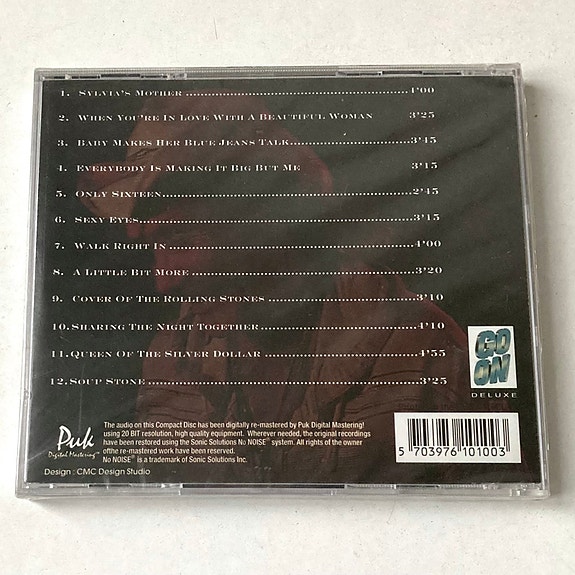 1. Sylvia's Mother....................................................4'00
2. When You're In Love With A Beautiful Woman 3'25
3. Baby Makes Her Blue Jeans Talk.........................3'45
4. Everybody Is Making It Big But Me 3'15
5. Only Sixteen........................................................2'45
6. Sexy Eyes.............................................................3'15
7. Walk Right In.......................................................4'00
8. A Little Bit More..................................................3'20
9. Cover Of The Rolling Stones...............................3'10
10. Sharing The Night Together................................4'10
11. Queen Of The Silver Dollar................................4'55
12. Soup Stone............................................................3'25
GO ON
DELUXE
Puk
Digital Mastering™
The audio on this Compact Disc has been digitally re-mastered by Puk Digital Mastering!
using 20 BIT resolution, high quality equipment. Wherever needed, the original recordings
have been restored using the Sonic Solutions No NOISE® system. All rights of the owner
ofthe re-mastered work have been reserved.
No NOISE® is a trademark of Sonic Solutions Inc.
Design : CMC Design Studio
5 703976 101003